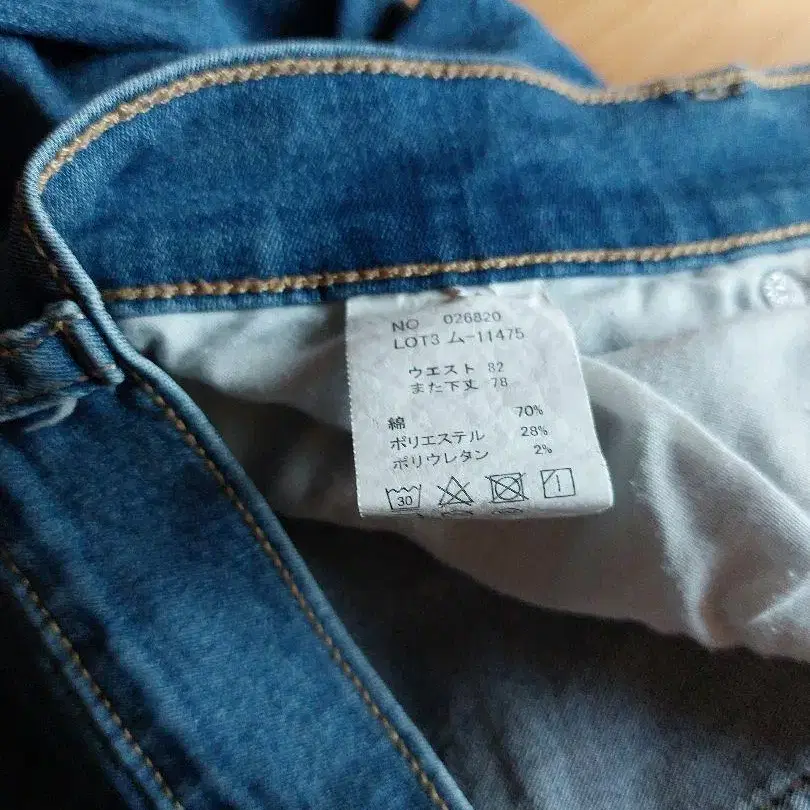 NO 026820
LOT3 ム-11475
ウエスト 82
また下丈 78
綿 70%
ポリエステル 28%
ポリウレタン 2%
30